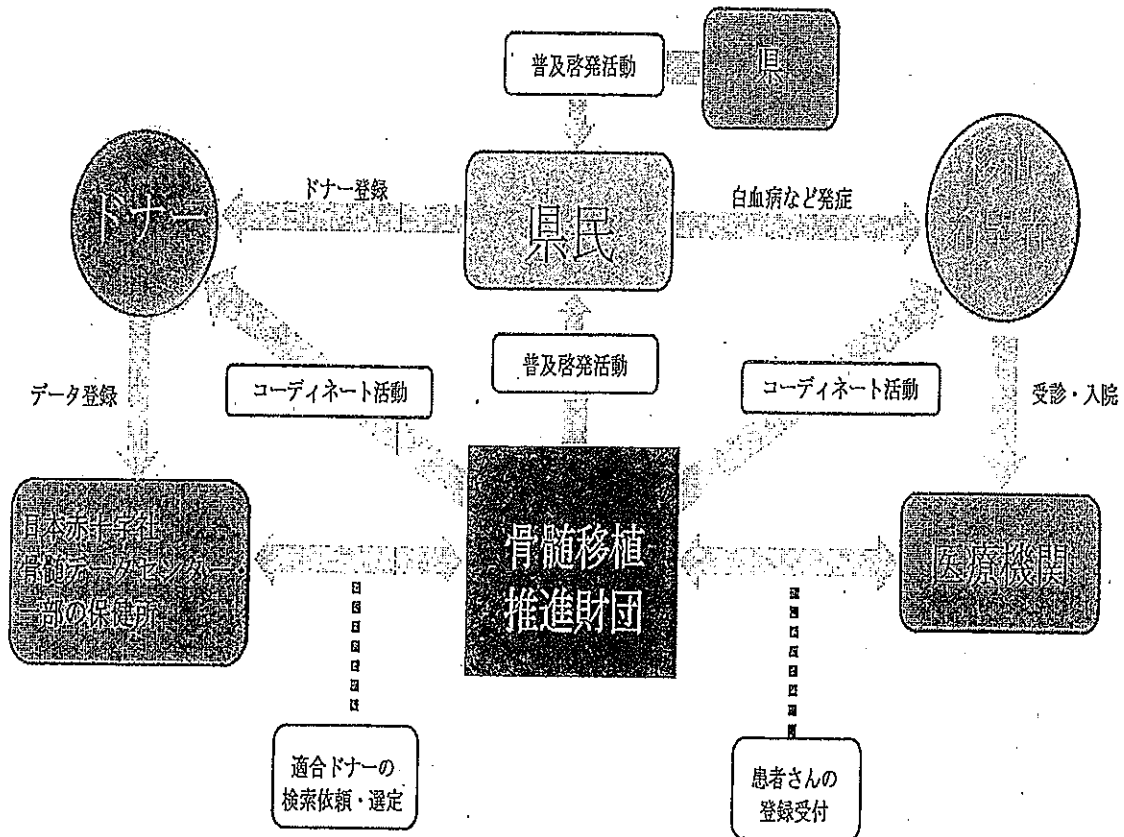 普及啓発活動
県
ドナー
ドナー登録
県民
白血病など発症
移植
希望者
普及啓発活動
データ登録
コーディネート活動
コーディネート活動
受診・入院
日本赤十字社
骨髄データセンター
一部の保健所
骨髄移植
推進財団
医療機関
適合ドナーの
検索依頼・選定
患者さんの
登録受付